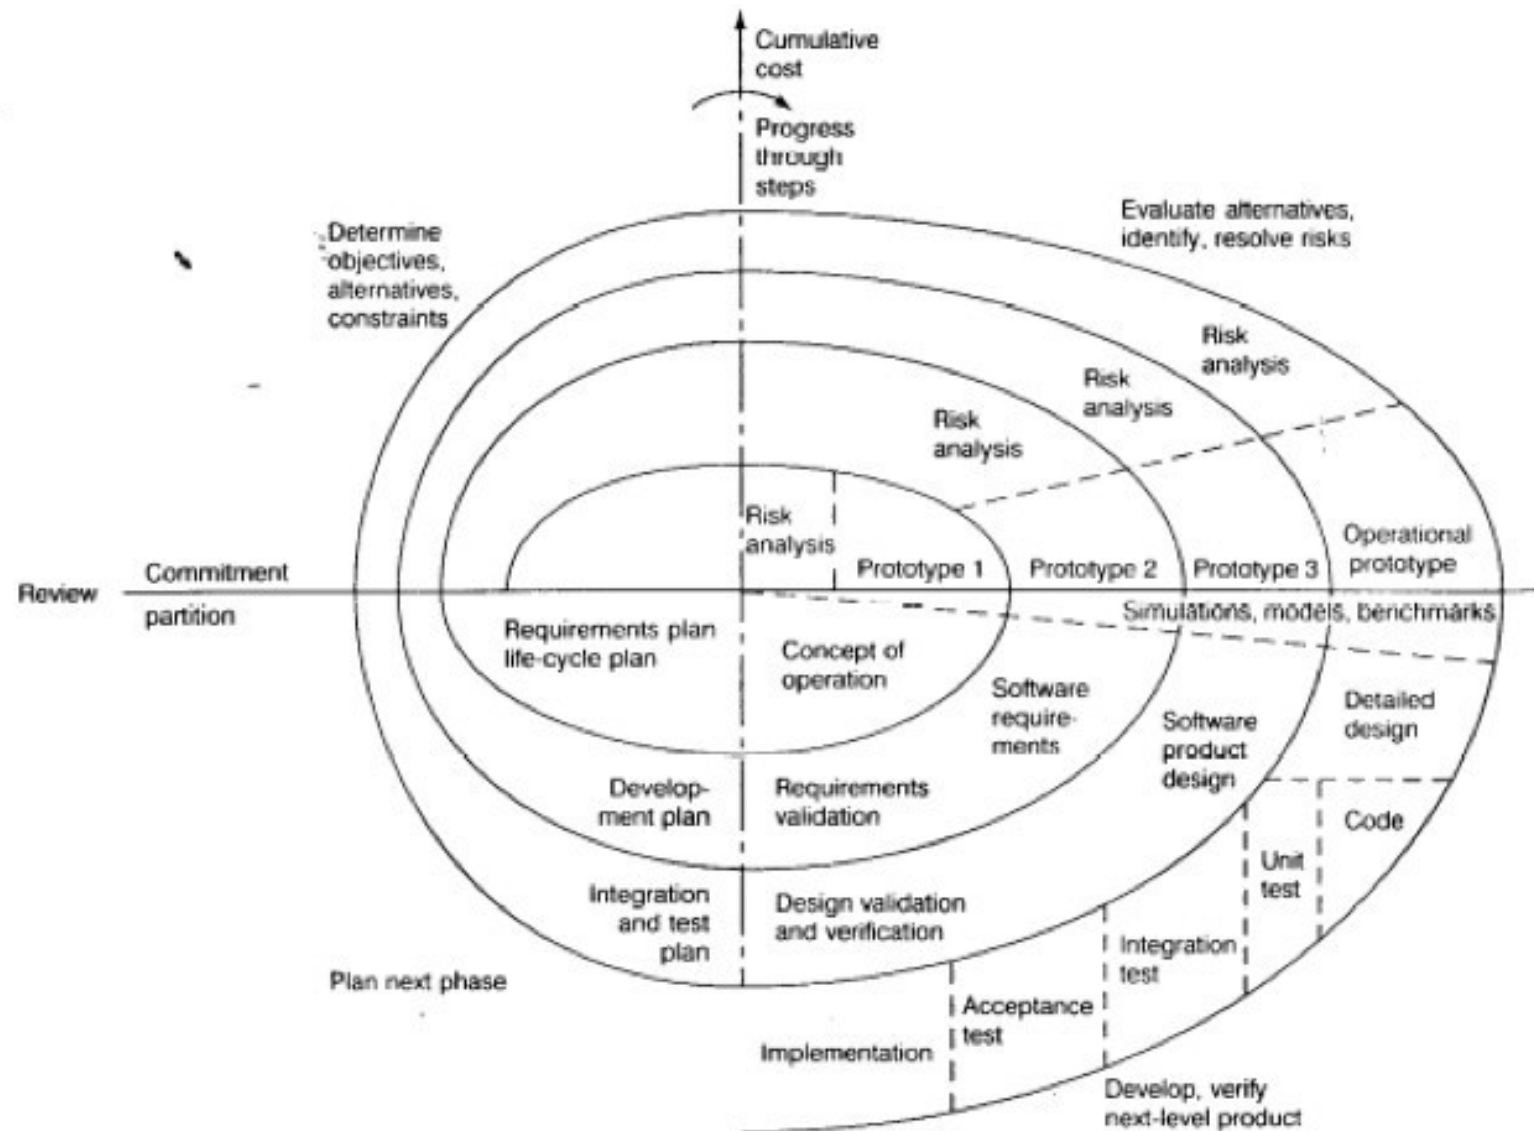 Cumulative
cost
Progress
through
steps
Evaluate alternatives,
identify, resolve risks
Determine
objectives,
alternatives,
constraints
Risk
analysis
Risk
analysis
Risk
analysis
Risk
analysis
Operational
prototype
Prototype 1
Prototype 2
Prototype 3
Review
Commitment
partition
Simulations, models, benchmarks
Requirements plan
life-cycle plan
Concept of
operation
Software
require-
ments
Software
product
design
Detailed
design
Develop-
ment plan
Requirements
validation
Code
Unit
test
Integration
and test
plan
Design validation
and verification
Integration
test
Plan next phase
Acceptance
test
Implementation
Develop, verify
next-level product